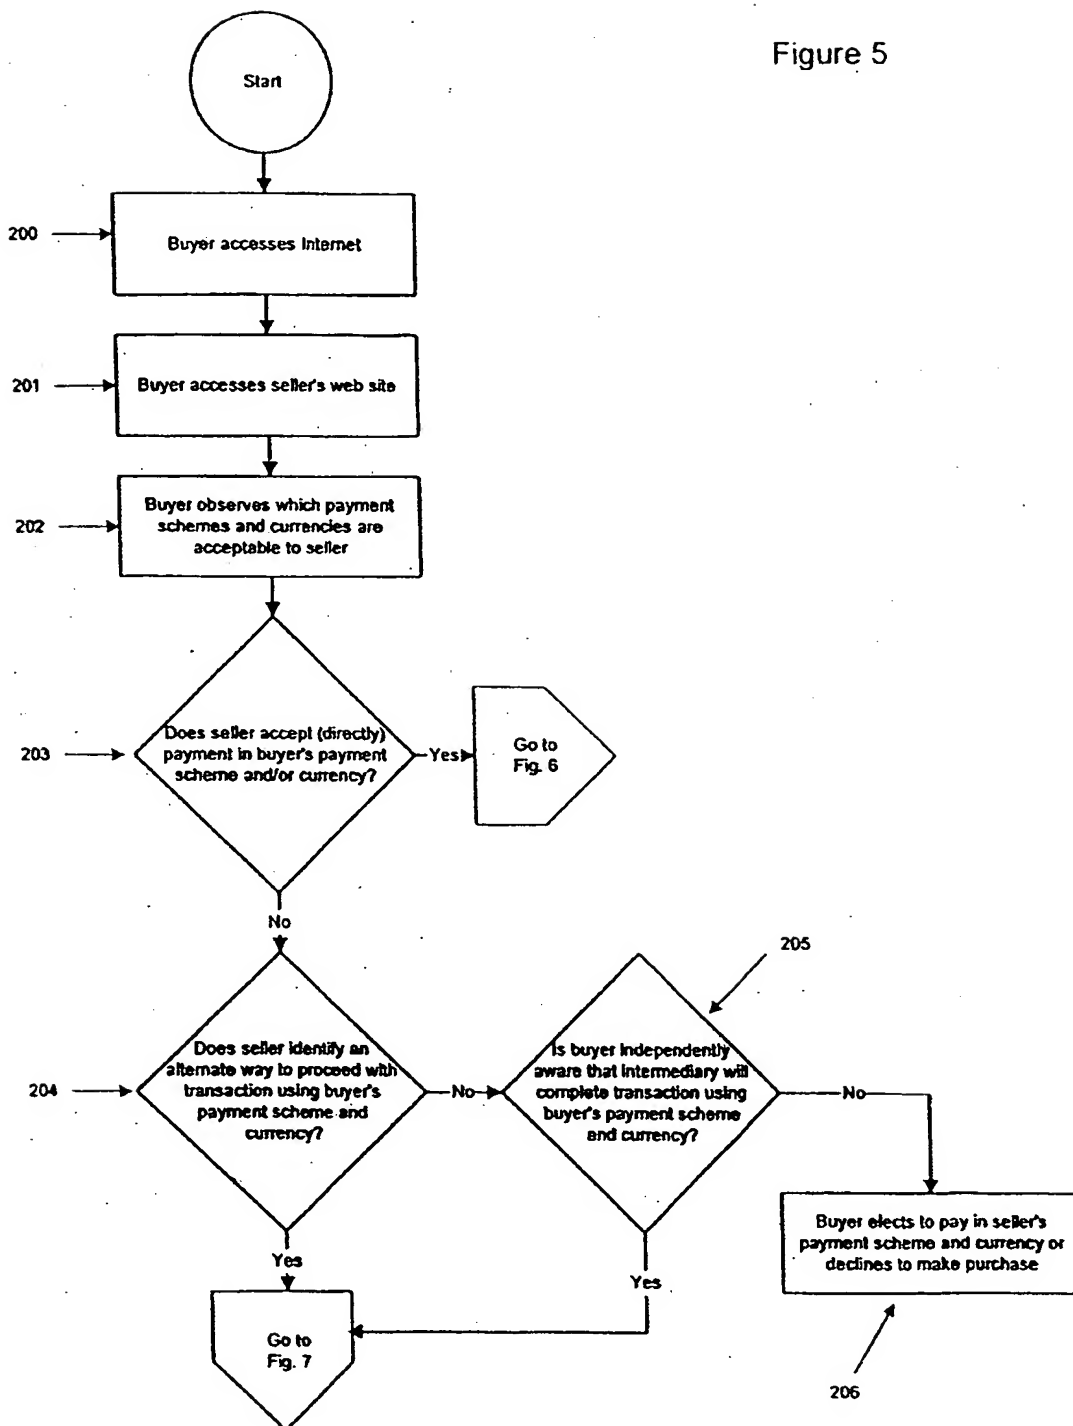 Figure 5
Start
200
Buyer accesses Internet
201
Buyer accesses seller's web site
202
Buyer observes which payment
schemes and currencies are
acceptable to seller
203
Does seller accept (directly)
payment in buyer's payment
scheme and/or currency?
Yes
Go to
Fig. 6
No
204
Does seller identify an
alternate way to proceed with
transaction using buyer's
payment scheme and
currency?
No
205
Is buyer independently
aware that Intermediary will
complete transaction using
buyer's payment scheme
and currency?
No
Buyer elects to pay in seller's
payment scheme and currency or
declines to make purchase
206
Yes
Yes
Go to
Fig. 7